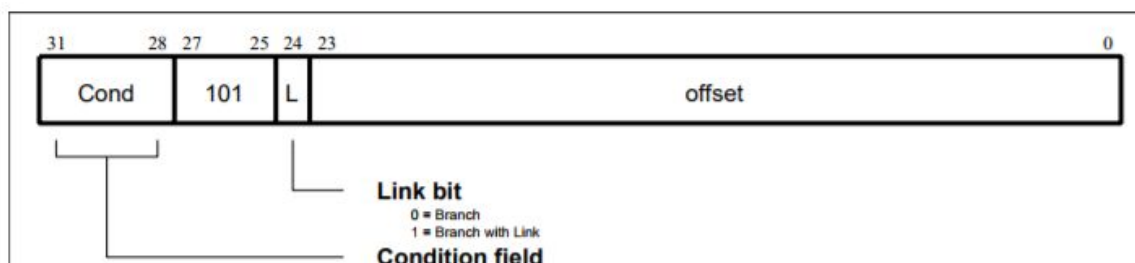 31 28 27 25 24 23 0
Cond 101 L offset
Link bit
0 = Branch
1 = Branch with Link
Condition field